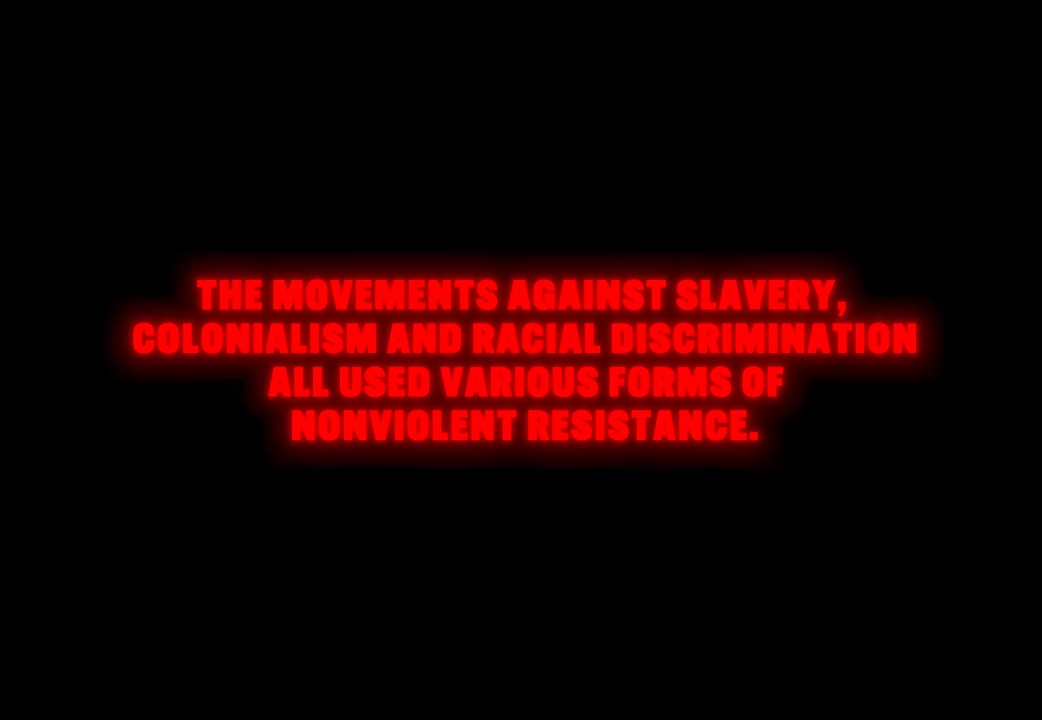 THE MOVEMENTS AGAINST SLAVERY,
COLONIALISM AND RACIAL DISCRIMINATION
ALL USED VARIOUS FORMS OF
NONVIOLENT RESISTANCE.